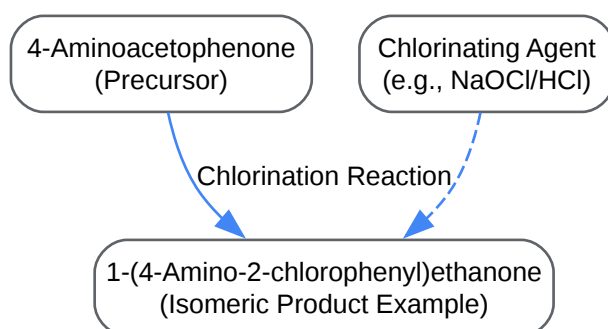 4-Aminoacetophenone
(Precursor)
Chlorinating Agent
(e.g., NaOCl/HCl)
Chlorination Reaction
1-(4-Amino-2-chlorophenyl)ethanone
(Isomeric Product Example)